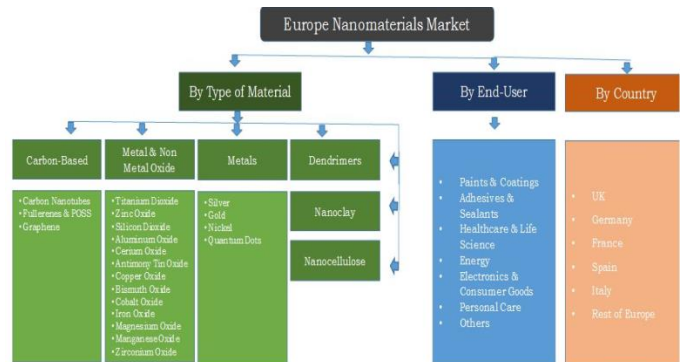 Europe Nanomaterials Market
By Type of Material
By End-User
By Country
Carbon-Based
Metal & Non
Metal Oxide
Metals
Dendrimers
Nanoclay
Nanocellulose
•Carbon Nanotubes
•Fullerenes & POSS
•Graphene
•Titanium Dioxide
•Zinc Oxide
•Silicon Dioxide
•Aluminum Oxide
•Cerium Oxide
•Antimony Tin Oxide
•Copper Oxide
•Bismuth Oxide
•Cobalt Oxide
•Iron Oxide
•Magnesium Oxide
•Manganese Oxide
•Zirconium Oxide
•Silver
•Gold
•Nickel
•Quantum Dots
• Paints & Coatings
• Adhesives &
Sealants
• Healthcare & Life
Science
• Energy
• Electronics &
Consumer Goods
• Personal Care
• Others
• UK
• Germany
• France
• Spain
• Italy
• Rest of Europe